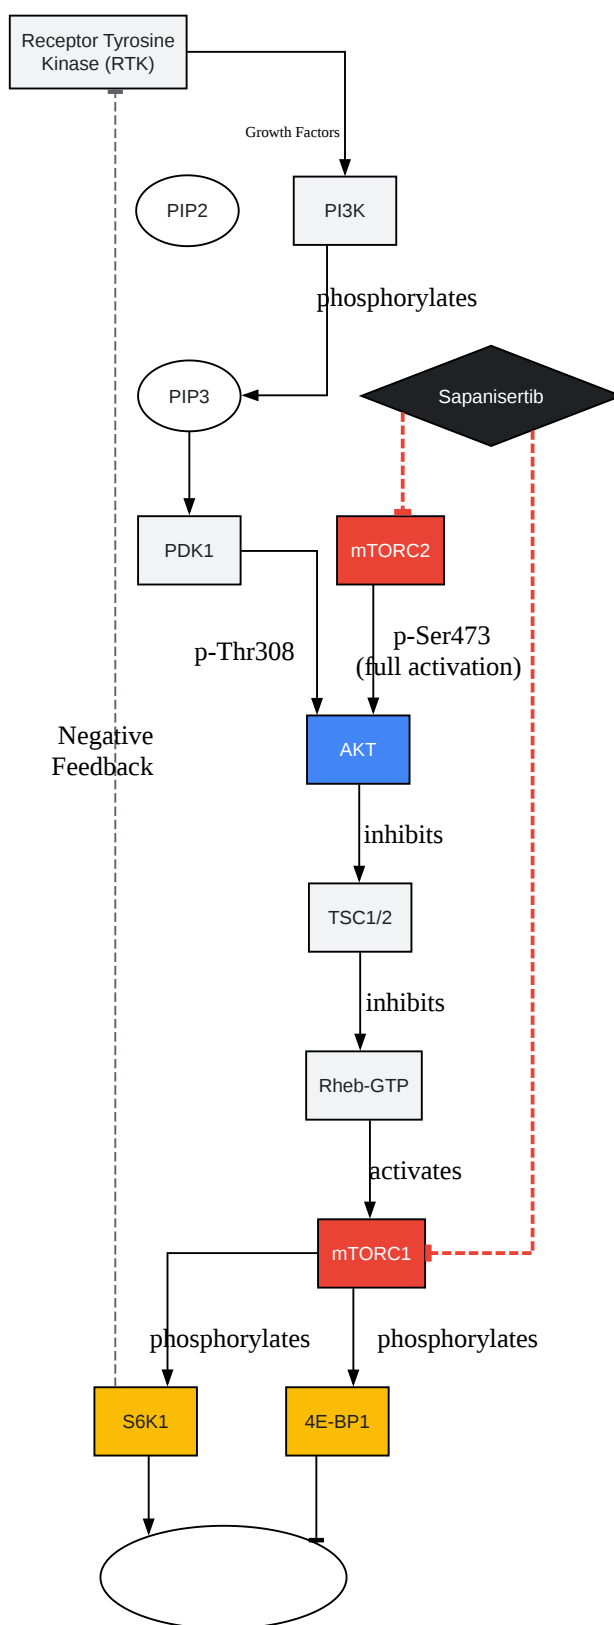 Receptor Tyrosine
Kinase (RTK)
Growth Factors
PIP2
PI3K
phosphorylates
PIP3
Sapanisertib
PDK1
mTORC2
p-Thr308
p-Ser473
(full activation)
Negative
Feedback
AKT
inhibits
TSC1/2
inhibits
Rheb-GTP
activates
mTORC1
phosphorylates
phosphorylates
S6K1
4E-BP1